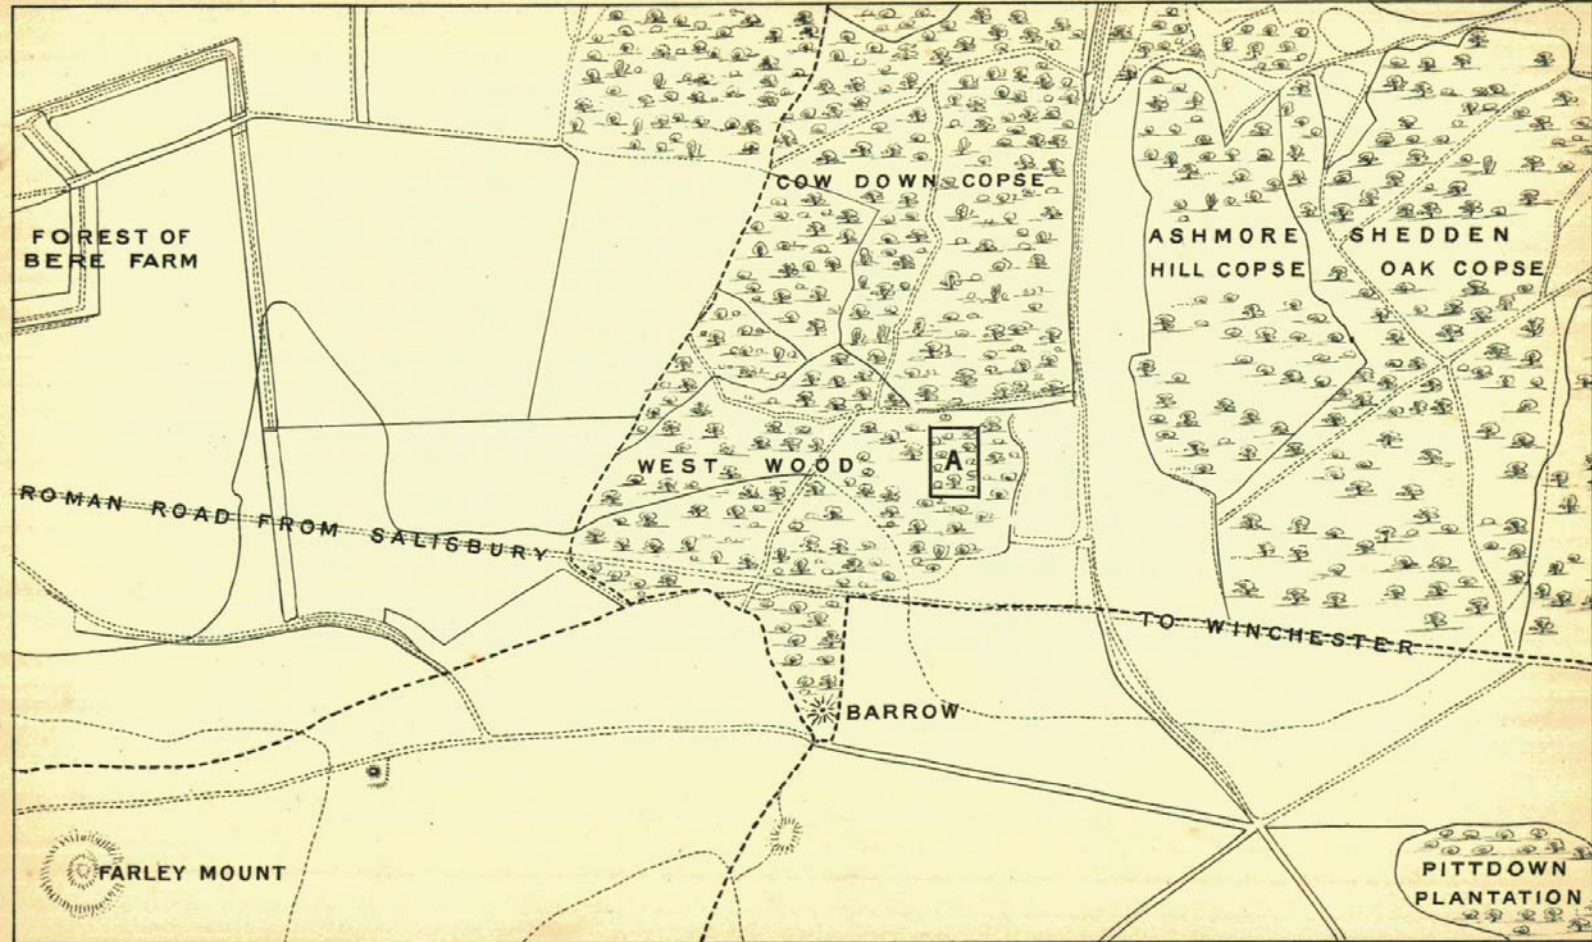 COW DOWN COPSE
FOREST OF
BERE FARM
ASHMORE
HILL COPSE
SHEDDEN
OAK COPSE
WEST WOOD
A
ROMAN ROAD FROM SALISBURY
TO WINCHESTER
BARROW
FARLEY MOUNT
PITTDOWN
PLANTATION